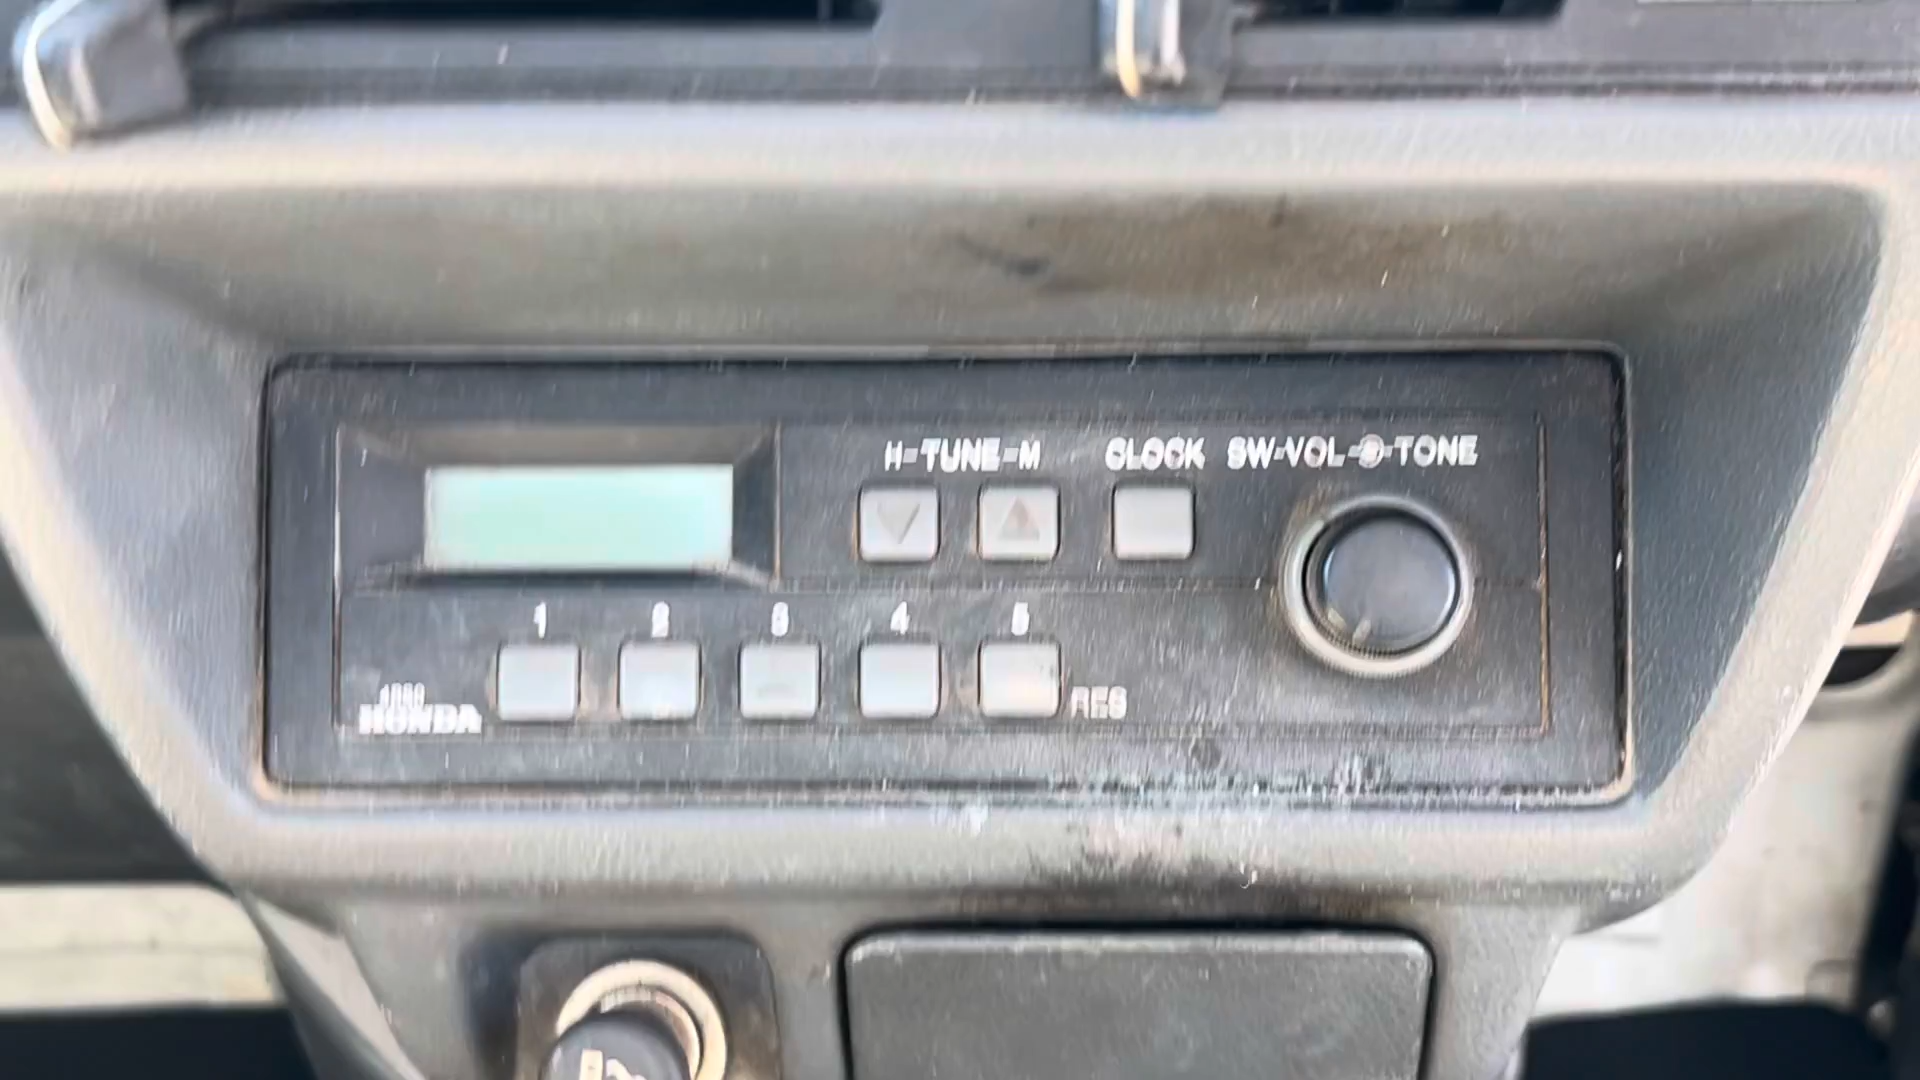 H-TUNE-M
CLOCK
SW-VOL-O-TONE
1 2 3 4 5
HONDA
RES